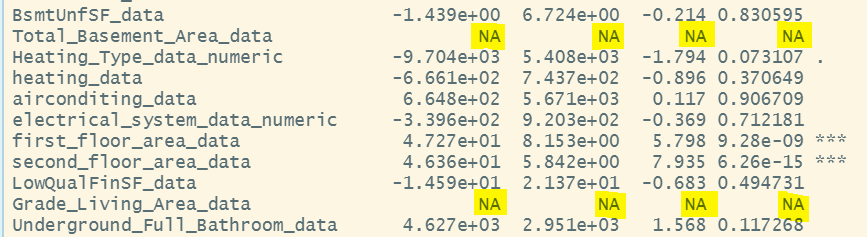 BsmtUnfSF_data -1.439e+00 6.724e+00 -0.214 0.830595
Total_Basement_Area_data NA NA NA NA
Heating_Type_data_numeric -9.704e+03 5.408e+03 -1.794 0.073107 .
heating_data -6.661e+02 7.437e+02 -0.896 0.370649
airconditing_data 6.648e+02 5.671e+03 0.117 0.906709
electrical_system_data_numeric -3.396e+02 9.203e+02 -0.369 0.712181
first_floor_area_data 4.727e+01 8.153e+00 5.798 9.28e-09 ***
second_floor_area_data 4.636e+01 5.842e+00 7.935 6.26e-15 ***
LowQualFinSF_data -1.459e+01 2.137e+01 -0.683 0.494731
Grade_Living_Area_data NA NA NA NA
Underground_Full_Bathroom_data 4.627e+03 2.951e+03 1.568 0.117268